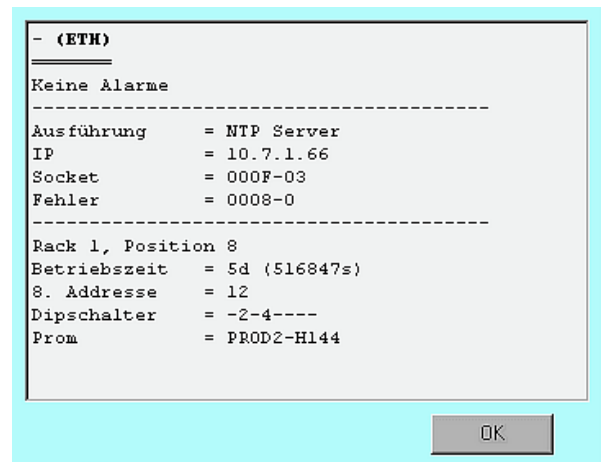 - (ETH)
Keine Alarme
----------------------------------------
Ausführung = NTP Server
IP = 10.7.1.66
Socket = 000F-03
Fehler = 0008-0
----------------------------------------
Rack 1, Position 8
Betriebszeit = 5d (516847s)
8. Addresse = 12
Dipschalter = -2-4----
Prom = PROD2-H144
OK